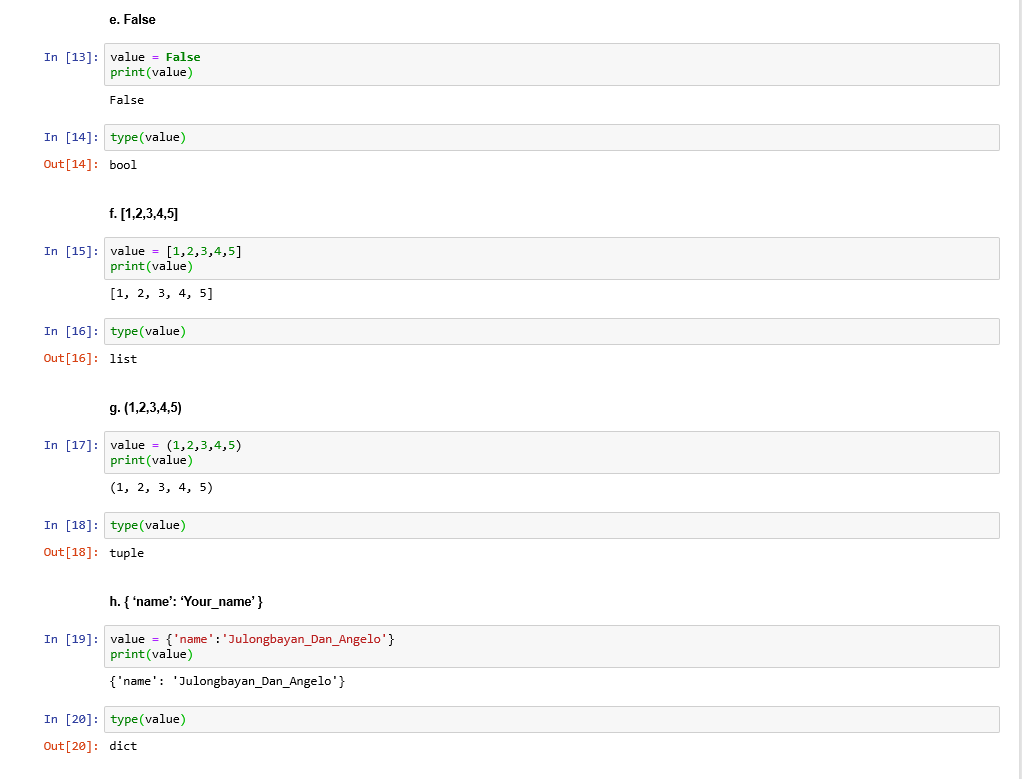 e. False
In [13]: value = False
print(value)
False
In [14]: type(value)
Out[14]: bool
f. [1,2,3,4,5]
In [15]: value = [1,2,3,4,5]
print(value)
[1, 2, 3, 4, 5]
In [16]: type(value)
Out[16]: list
g. (1,2,3,4,5)
In [17]: value = (1,2,3,4,5)
print(value)
(1, 2, 3, 4, 5)
In [18]: type(value)
Out[18]: tuple
h. { ‘name’: ‘Your_name’ }
In [19]: value = {'name':'Julongbayan_Dan_Angelo'}
print(value)
{'name': 'Julongbayan_Dan_Angelo'}
In [20]: type(value)
Out[20]: dict